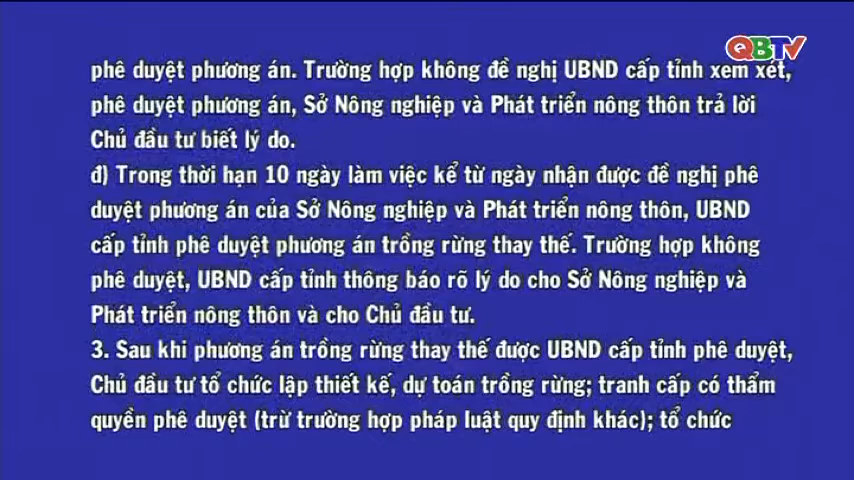 QBTV
phê duyệt phương án. Trường hợp không đề nghị UBND cấp tỉnh xem xét,
phê duyệt phương án, Sở Nông nghiệp và Phát triển nông thôn trả lời
Chủ đầu tư biết lý do.
đ) Trong thời hạn 10 ngày làm việc kể từ ngày nhận được đề nghị phê
duyệt phương án của Sở Nông nghiệp và Phát triển nông thôn, UBND
cấp tỉnh phê duyệt phương án trồng rừng thay thế. Trường hợp không
phê duyệt, UBND cấp tỉnh thông báo rõ lý do cho Sở Nông nghiệp và
Phát triển nông thôn và cho Chủ đầu tư.
3. Sau khi phương án trồng rừng thay thế được UBND cấp tỉnh phê duyệt,
Chủ đầu tư tổ chức lập thiết kế, dự toán trồng rừng; tranh cấp có thẩm
quyền phê duyệt (trừ trường hợp pháp luật quy định khác); tổ chức